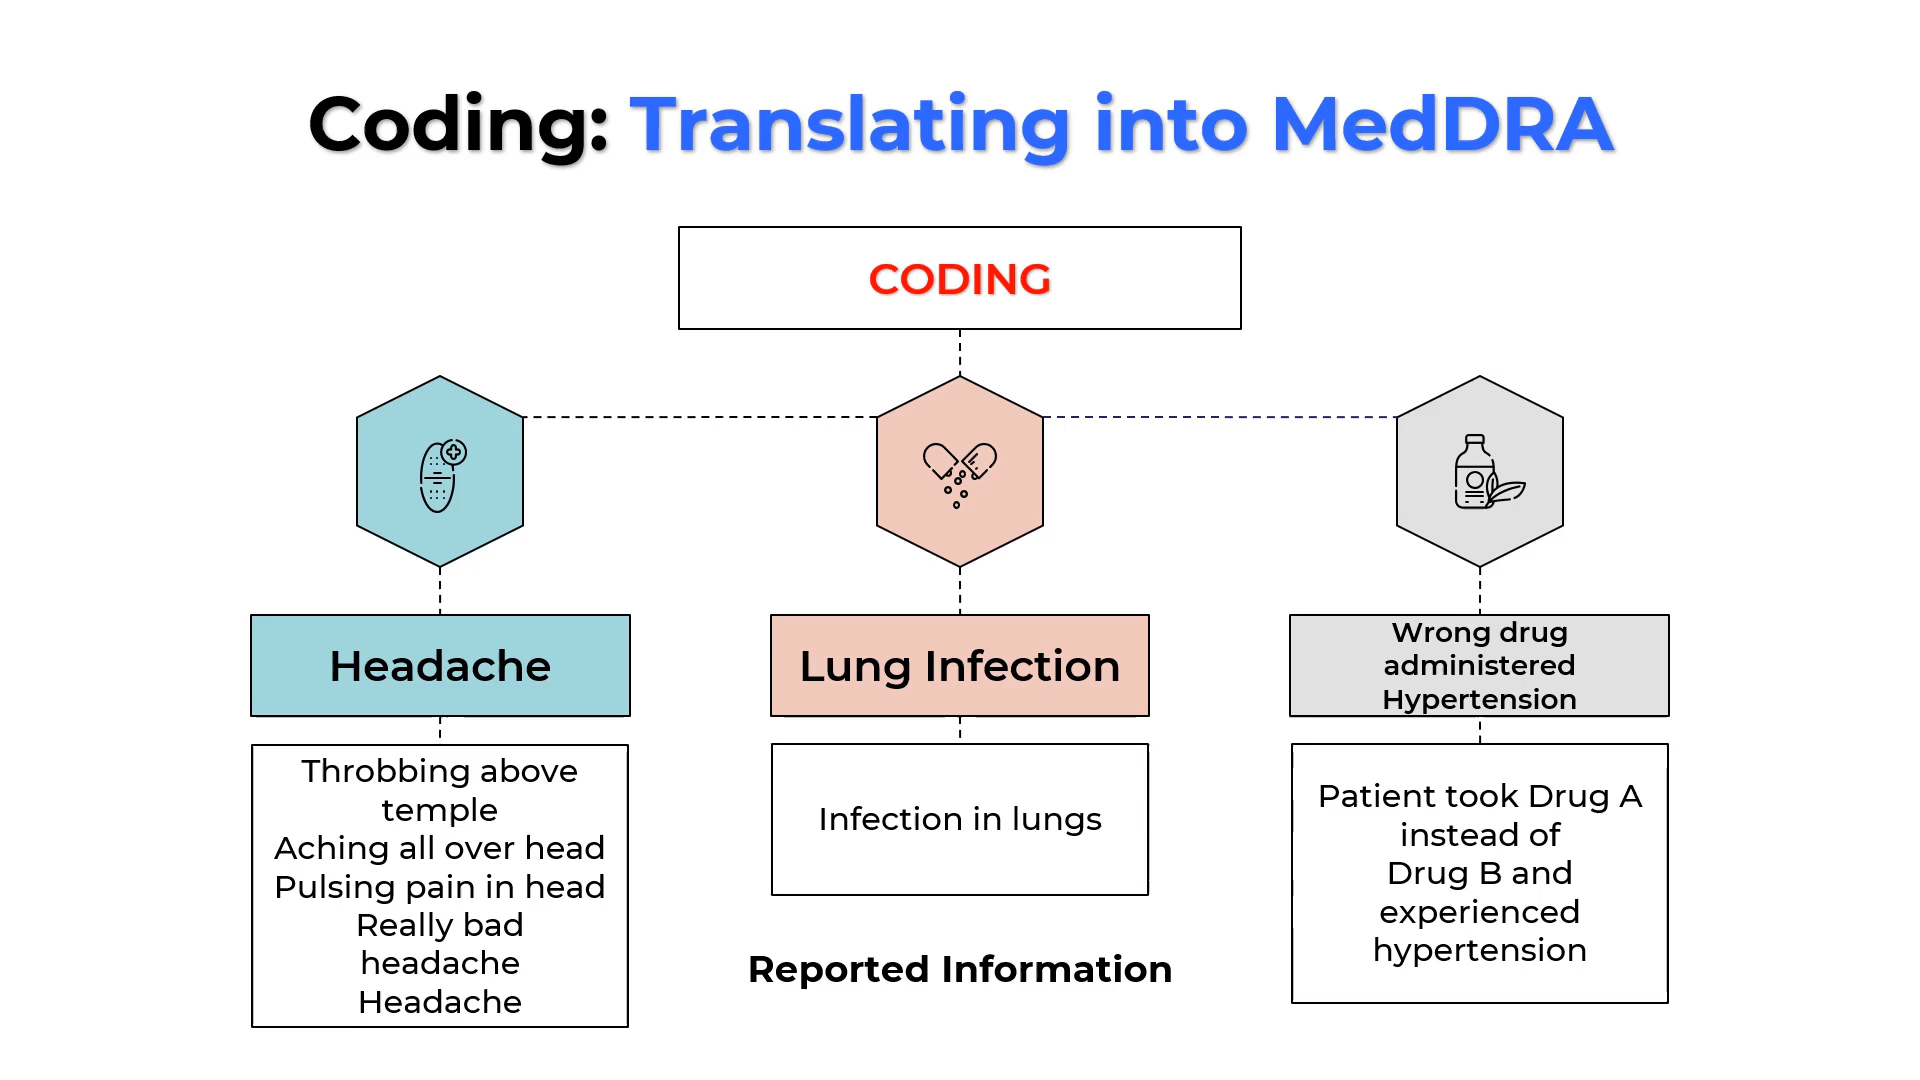 Coding: Translating into MedDRA
CODING
Headache
Lung Infection
Wrong drug
administered
Hypertension
Throbbing above
temple
Aching all over head
Pulsing pain in head
Really bad
headache
Headache
Infection in lungs
Patient took Drug A
instead of
Drug B and
experienced
hypertension
Reported Information